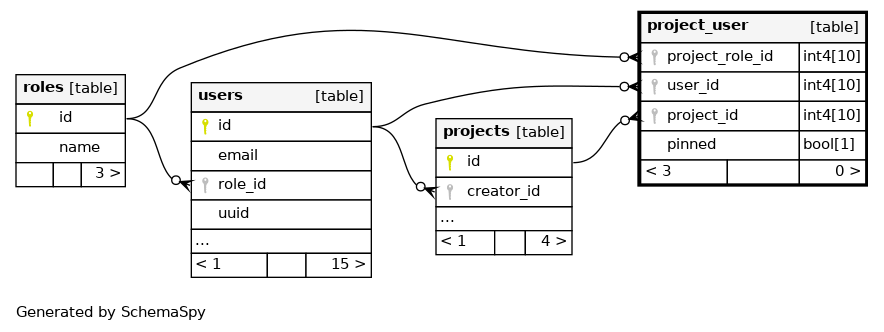 roles [table]
id
name
3 >
users [table]
id
email
role_id
uuid
...
< 1 15 >
projects [table]
id
creator_id
...
< 1 4 >
project_user [table]
project_role_id int4[10]
user_id int4[10]
project_id int4[10]
pinned bool[1]
< 3 0 >
Generated by SchemaSpy